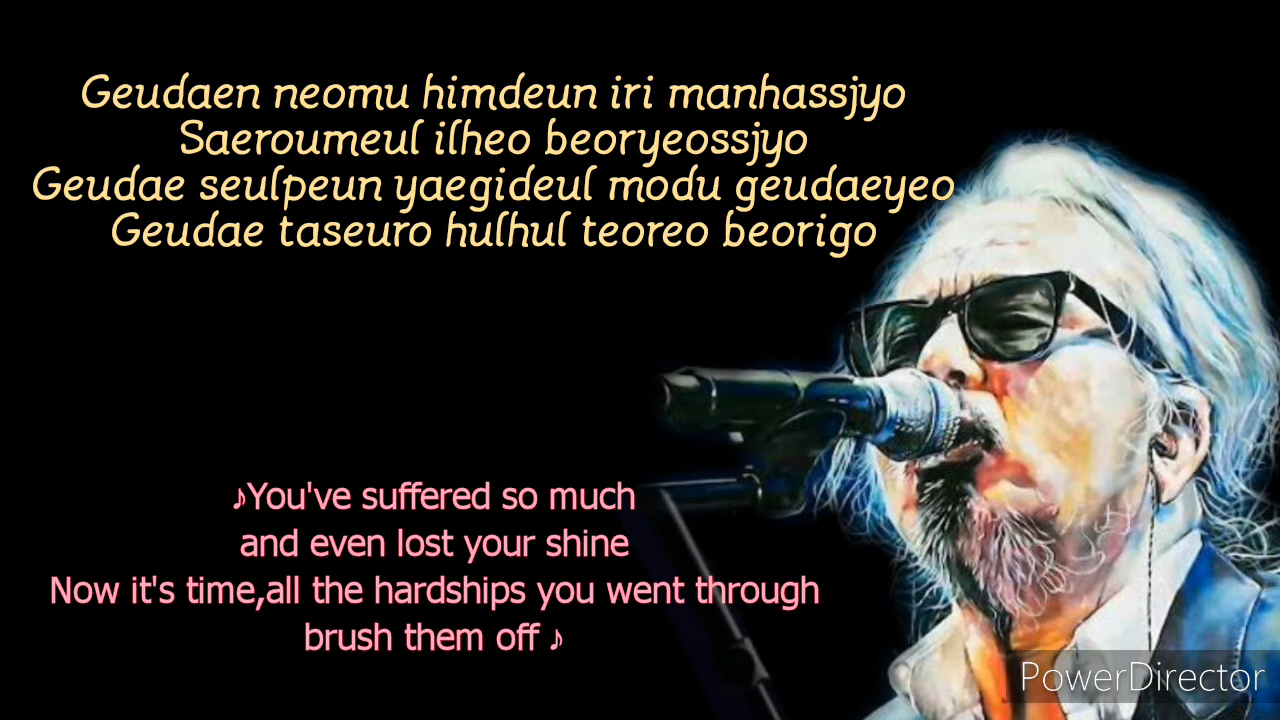 Geudaen neomu himdeun iri manhassjyo
Saeroumeul ilheo beoryeossjyo
Geudae seulpeun yaegideul modu geudaeyeo
Geudae taseuro hulhul teoreo beorigo
♪You've suffered so much
and even lost your shine
Now it's time,all the hardships you went through
brush them off ♪
PowerDirector